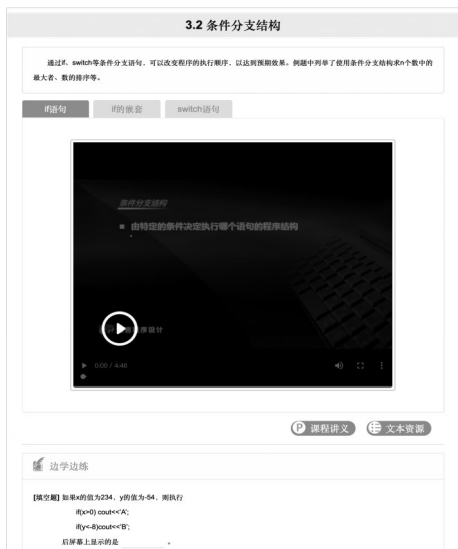 3.2 条件分支结构
通过if、switch等条件分支语句，可以改变程序的执行顺序，以达到预期效果。例题中列举了使用条件分支结构求n个数中的
最大者、数的排序等。
if语句 if的嵌套 switch语句
条件分支结构
■ 由特定的条件决定执行哪个语句的程序结构
序设计
0:00 / 4:48
P 课程讲义 文本资源
边学边练
[填空题] 如果x的值为234，y的值为-54，则执行
if(x>0) cout<<'A';
if(y<-8)cout<<'B';
后屏幕上显示的是 。